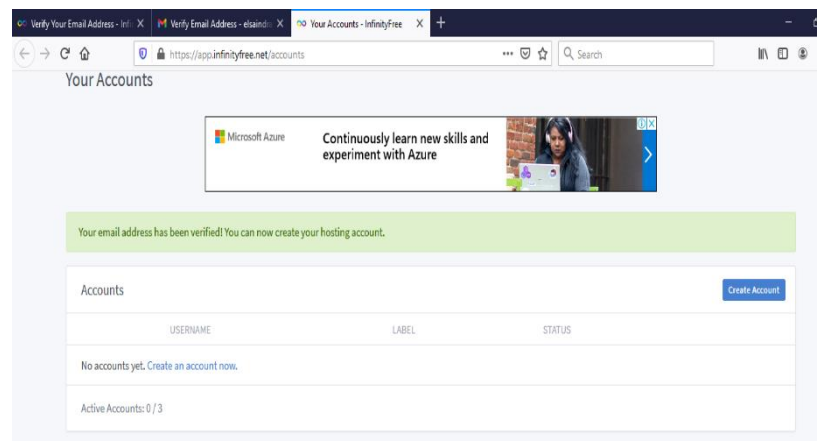 Verify Your Email Address - Infi
Verify Email Address - elsaindra
Your Accounts - InfinityFree
https://app.infinityfree.net/accounts
Search
Your Accounts
Microsoft Azure
Continuously learn new skills and
experiment with Azure
Your email address has been verified! You can now create your hosting account.
Accounts
Create Account
USERNAME
LABEL
STATUS
No accounts yet. Create an account now.
Active Accounts: 0 / 3